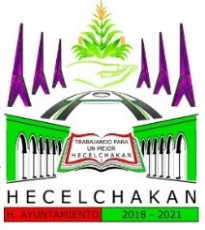 TRABAJANDO PARA
UN MEJOR
HECELCHAKAN
HECELCHAKAN
H. AYUNTAMIENTO 2018 - 2021